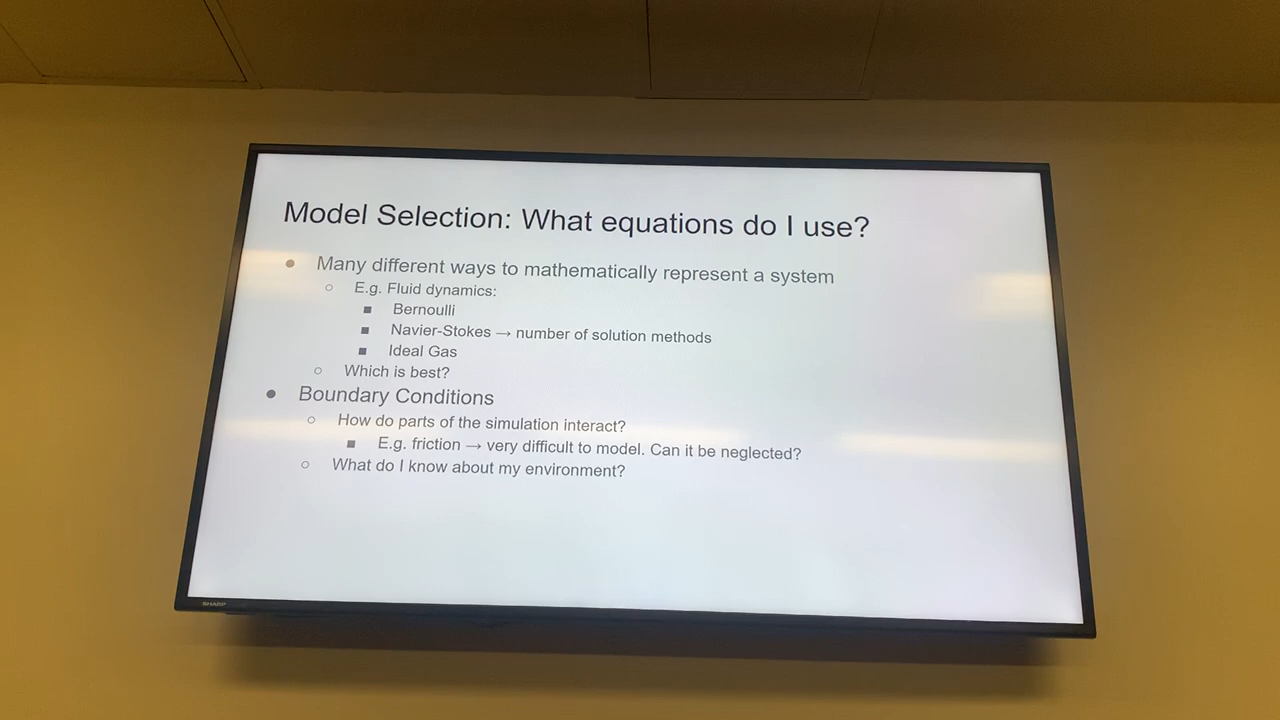 Model Selection: What equations do I use?
● Many different ways to mathematically represent a system
○ E.g. Fluid dynamics:
■ Bernoulli
■ Navier-Stokes → number of solution methods
■ Ideal Gas
○ Which is best?
● Boundary Conditions
○ How do parts of the simulation interact?
■ E.g. friction → very difficult to model. Can it be neglected?
○ What do I know about my environment?
SHARP